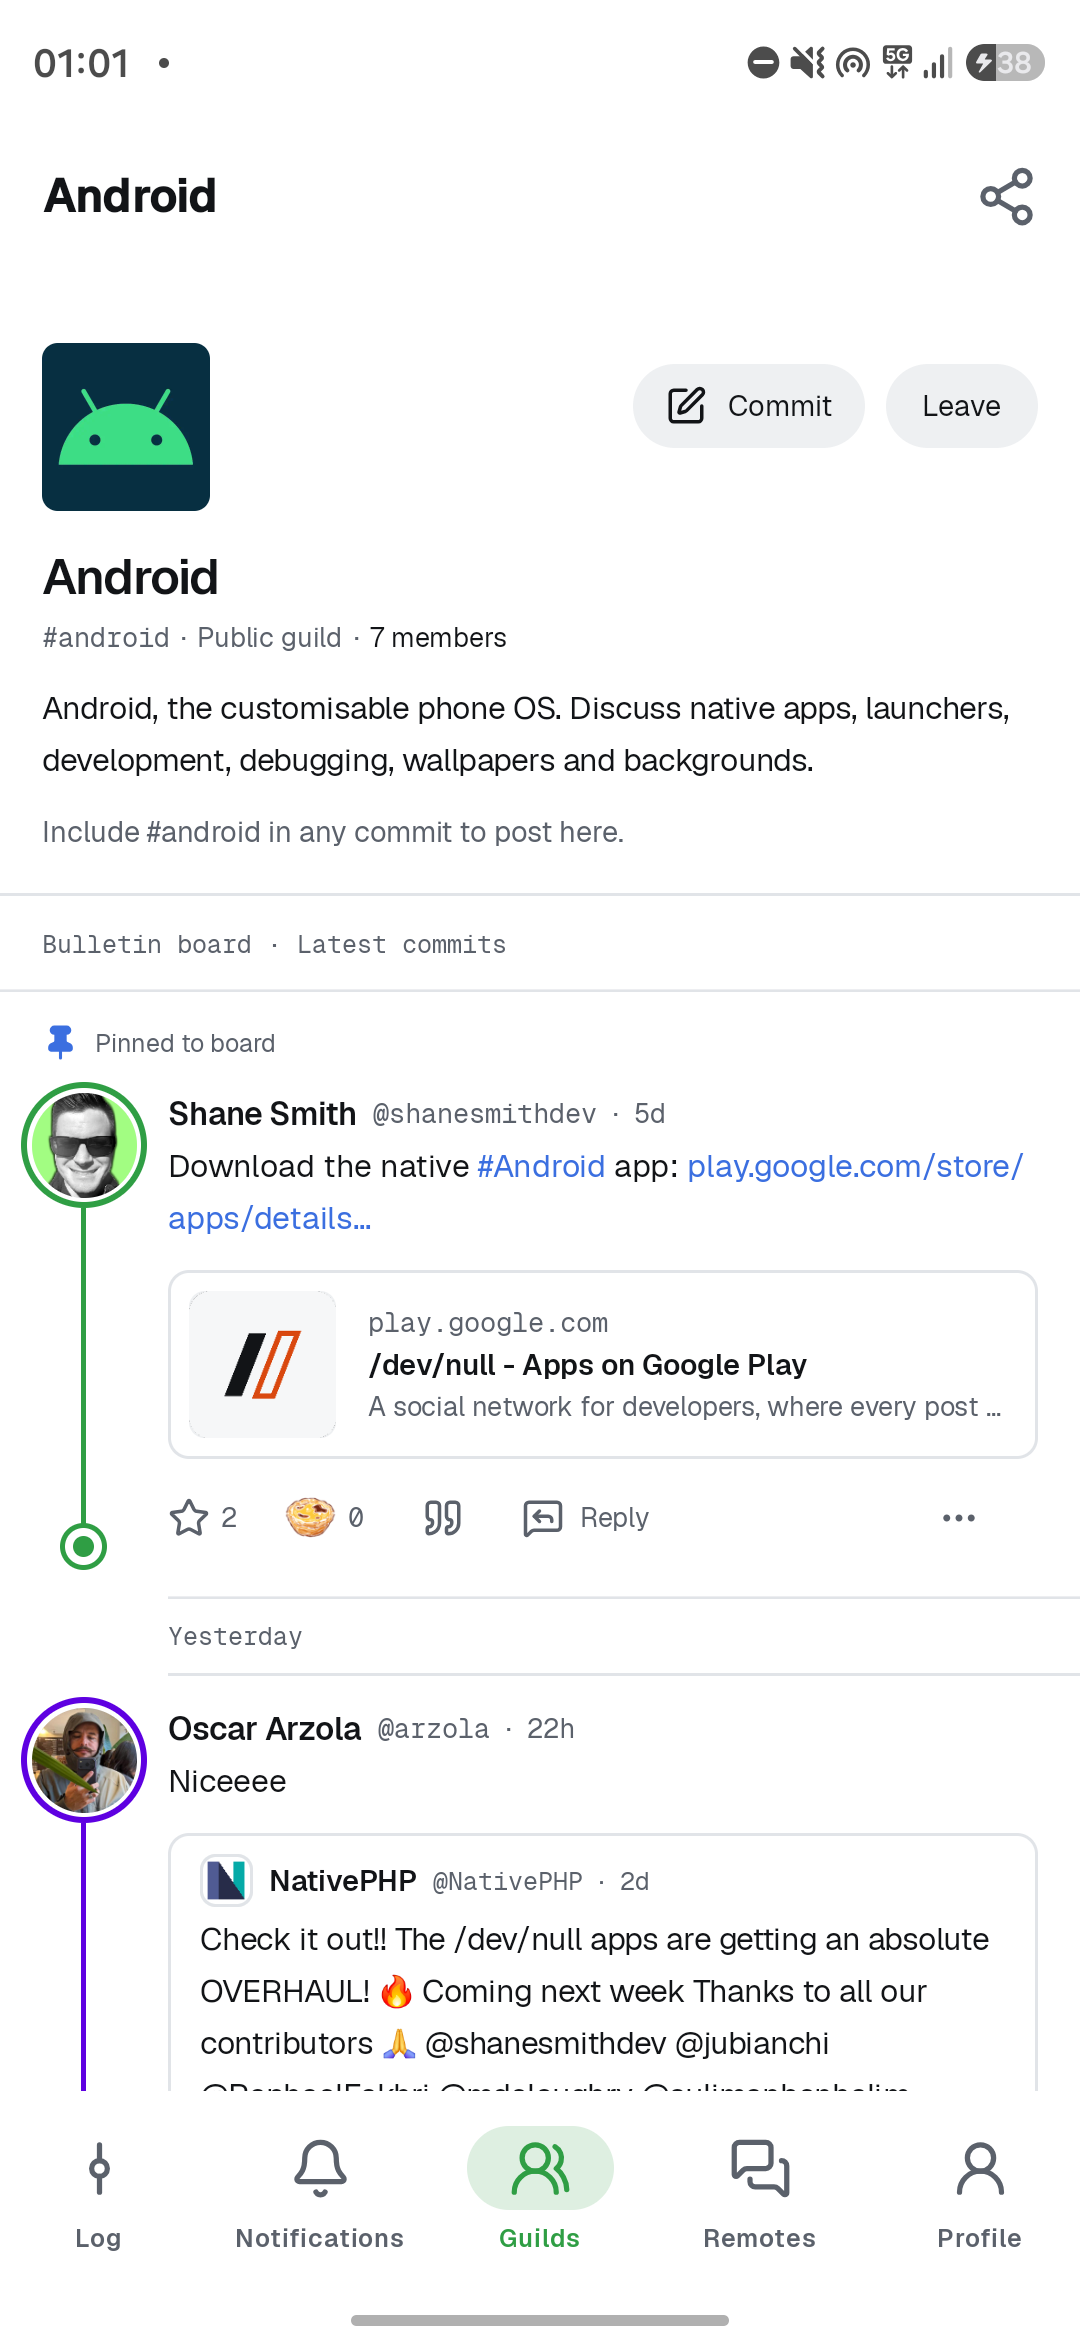 01:01
5G
38
Android
Commit
Leave
Android
#android · Public guild · 7 members
Android, the customisable phone OS. Discuss native apps, launchers,
development, debugging, wallpapers and backgrounds.
Include #android in any commit to post here.
Bulletin board · Latest commits
Pinned to board
Shane Smith @shanesmithdev · 5d
Download the native #Android app: play.google.com/store/
apps/details...
play.google.com
/dev/null - Apps on Google Play
A social network for developers, where every post ...
2
0
Reply
Yesterday
Oscar Arzola @arzola · 22h
Niceeee
NativePHP @NativePHP · 2d
Check it out!! The /dev/null apps are getting an absolute
OVERHAUL! 🔥 Coming next week Thanks to all our
contributors 🙏 @shanesmithdev @jubianchi
Log
Notifications
Guilds
Remotes
Profile